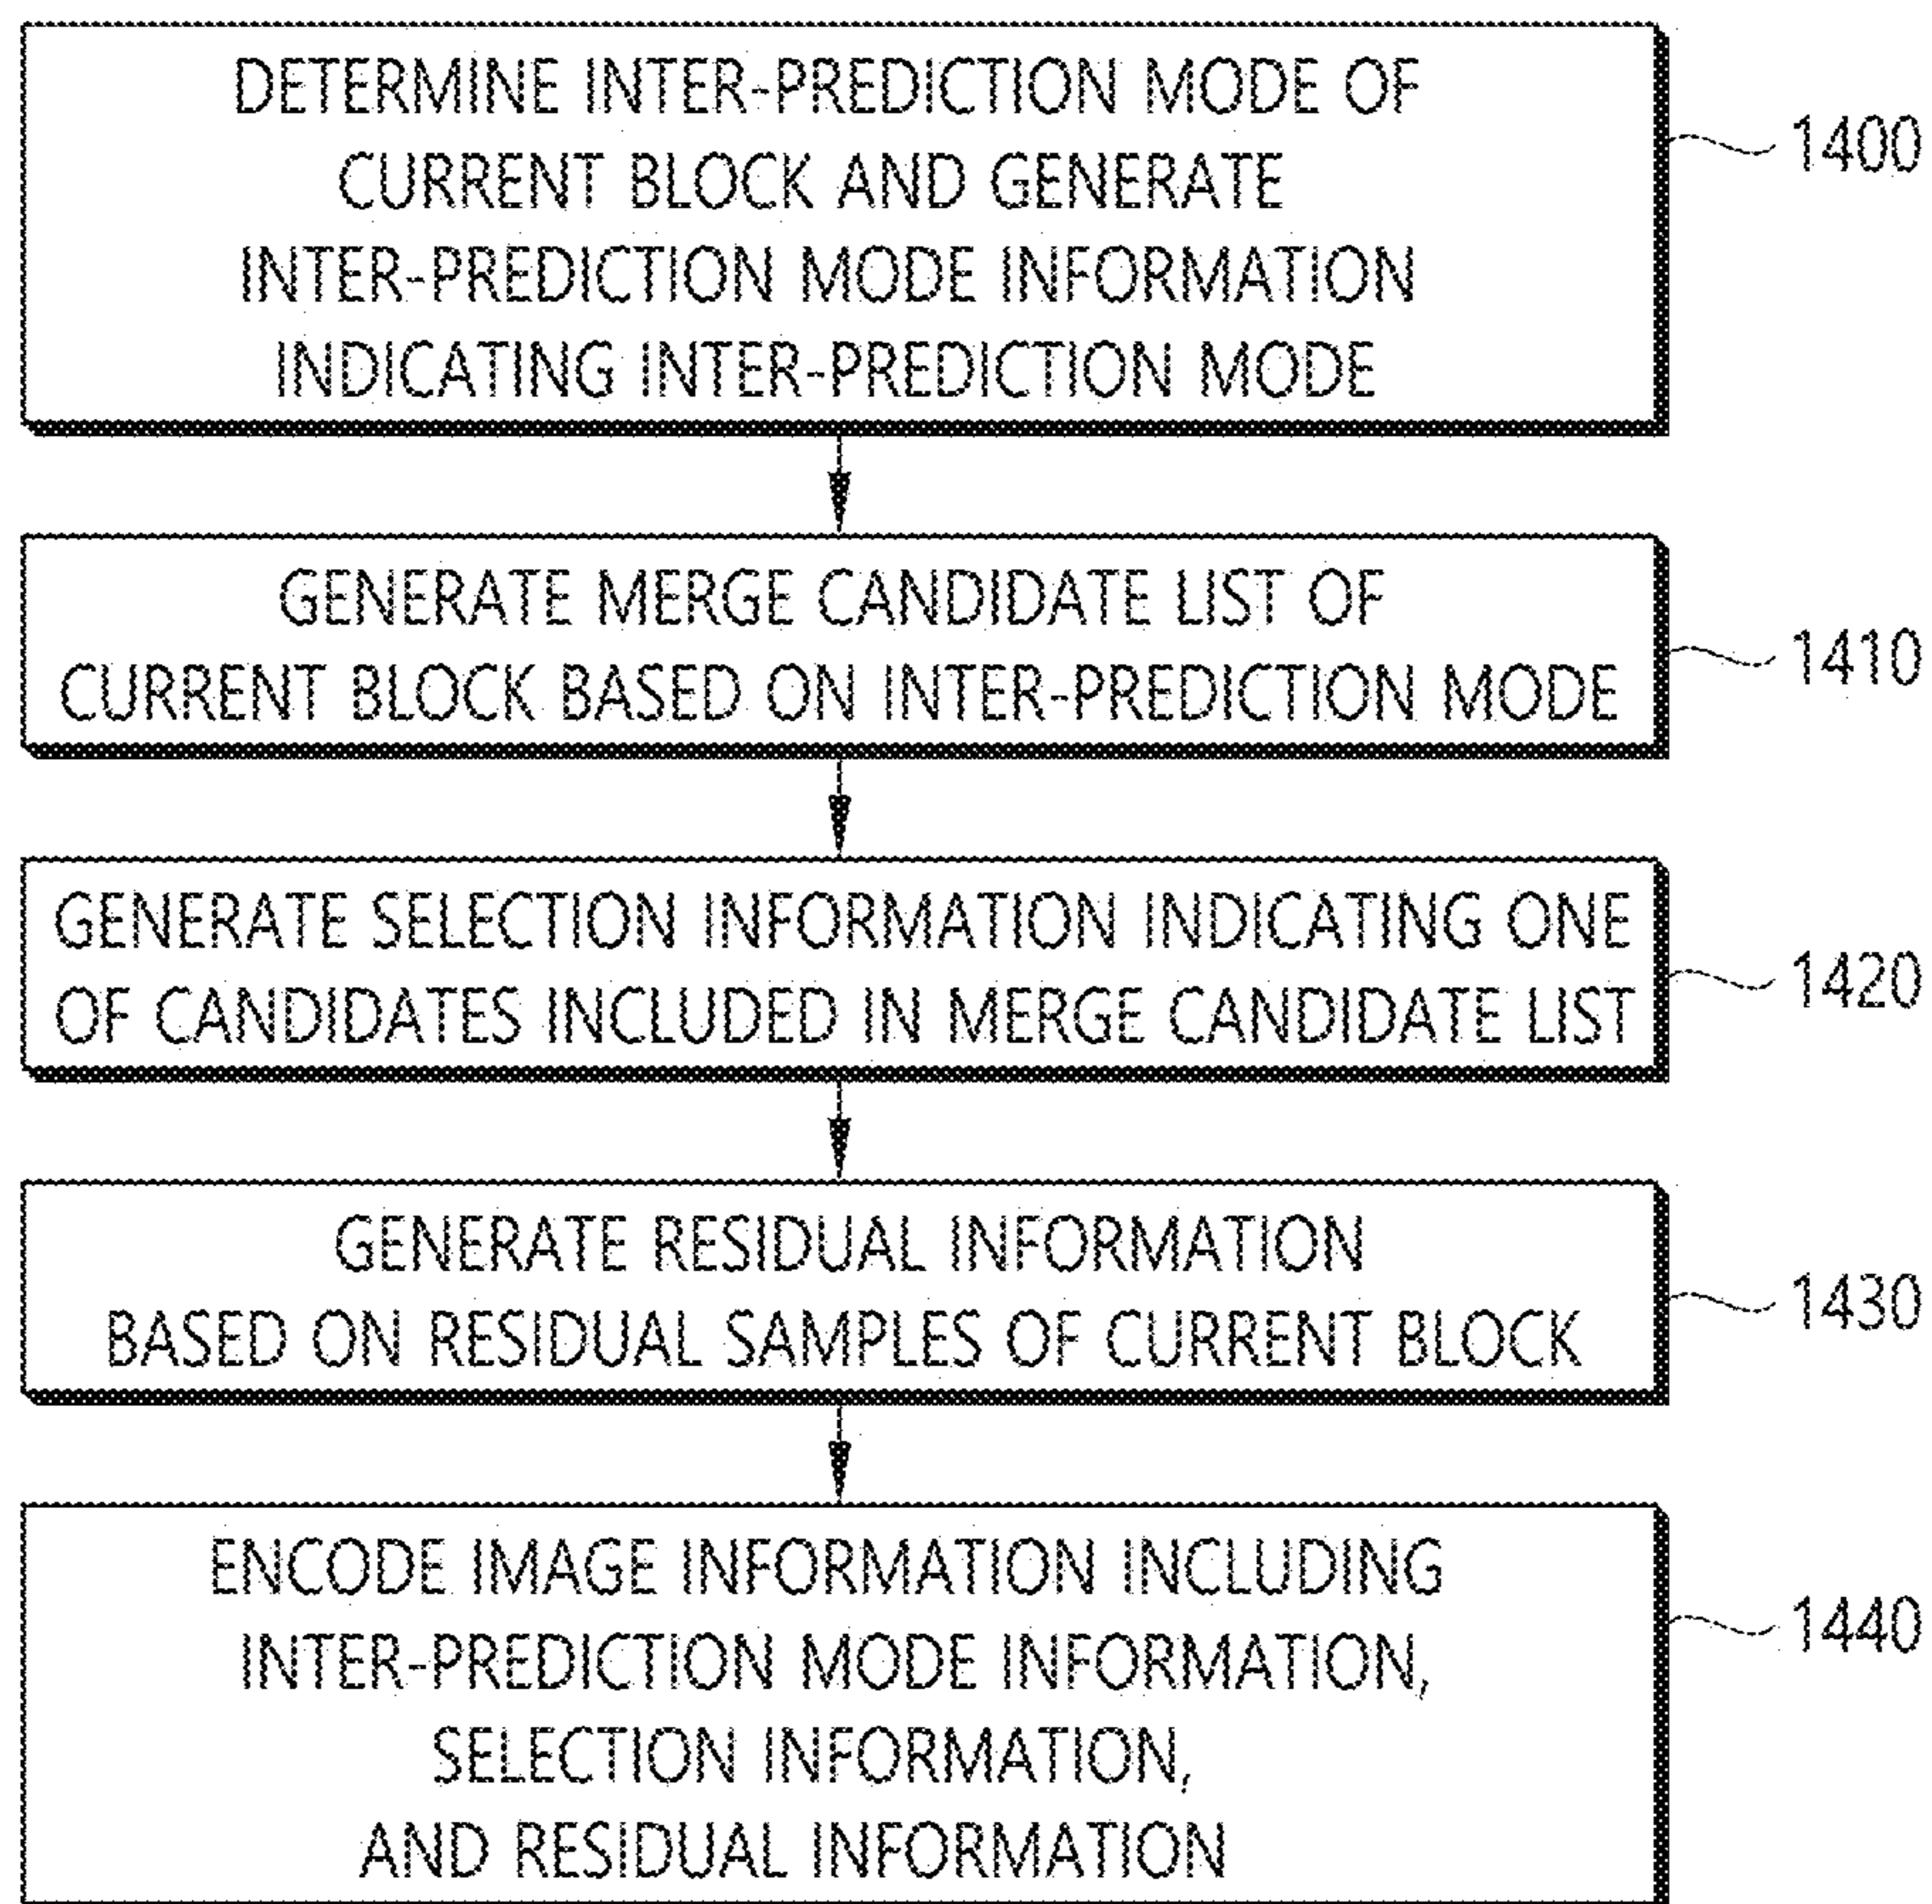 DETERMINE INTER-PREDICTION MODE OF
CURRENT BLOCK AND GENERATE
INTER-PREDICTION MODE INFORMATION
INDICATING INTER-PREDICTION MODE
1400
GENERATE MERGE CANDIDATE LIST OF
CURRENT BLOCK BASED ON INTER-PREDICTION MODE
1410
GENERATE SELECTION INFORMATION INDICATING ONE
OF CANDIDATES INCLUDED IN MERGE CANDIDATE LIST
1420
GENERATE RESIDUAL INFORMATION
BASED ON RESIDUAL SAMPLES OF CURRENT BLOCK
1430
ENCODE IMAGE INFORMATION INCLUDING
INTER-PREDICTION MODE INFORMATION,
SELECTION INFORMATION,
AND RESIDUAL INFORMATION
1440